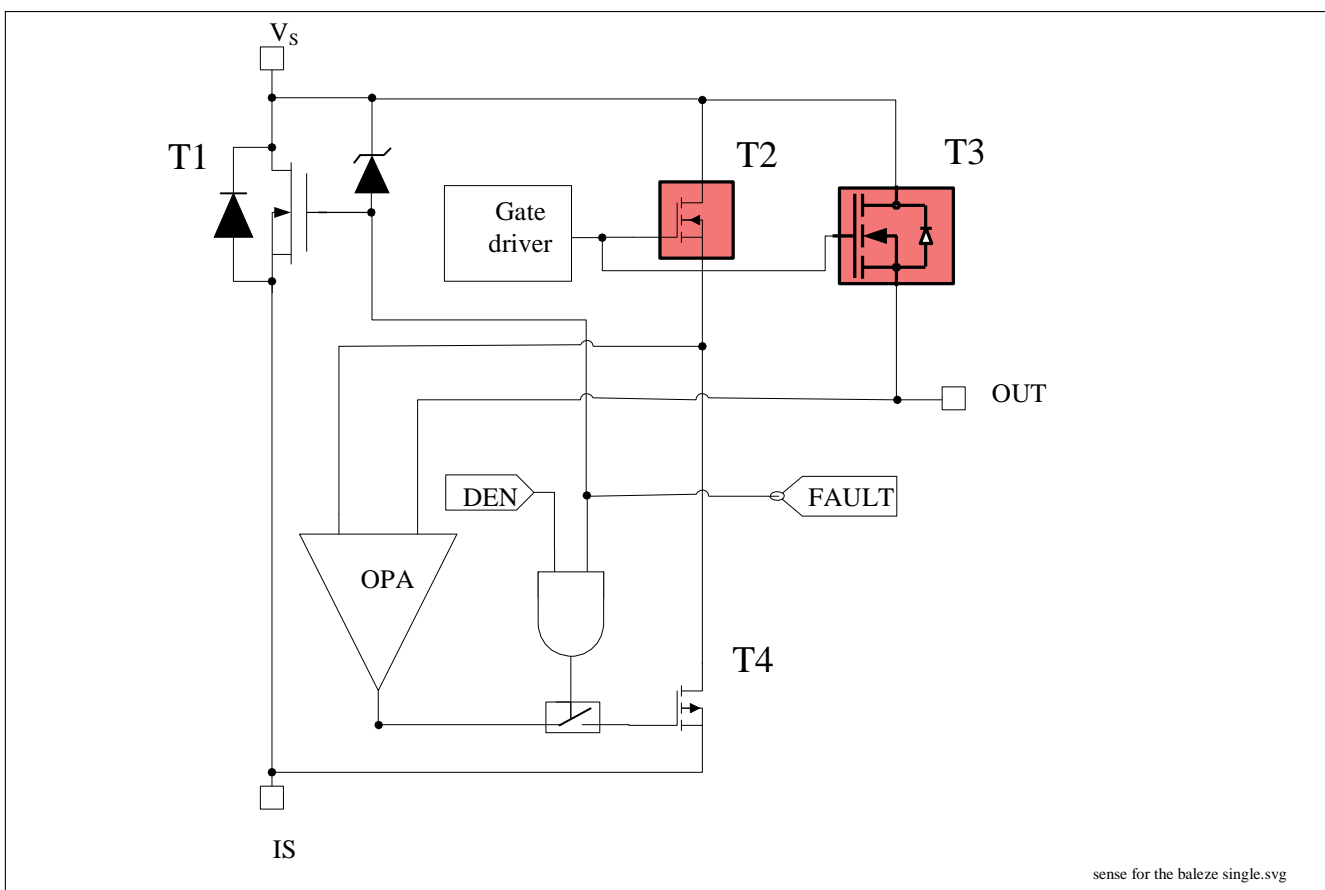 VS
T1
T2
T3
Gate
driver
OUT
DEN
FAULT
OPA
T4
IS
sense for the baleze single.svg